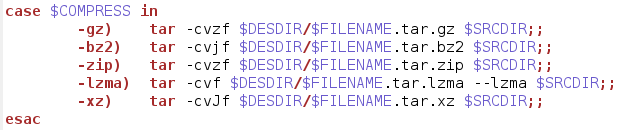 case $COMPRESS in
-gz) tar -cvzf $DESDIR/$FILENAME.tar.gz $SRCDIR;;
-bz2) tar -cvjf $DESDIR/$FILENAME.tar.bz2 $SRCDIR;;
-zip) tar -cvzf $DESDIR/$FILENAME.tar.zip $SRCDIR;;
-lzma) tar -cvf $DESDIR/$FILENAME.tar.lzma --lzma $SRCDIR;;
-xz) tar -cvJf $DESDIR/$FILENAME.tar.xz $SRCDIR;;
esac